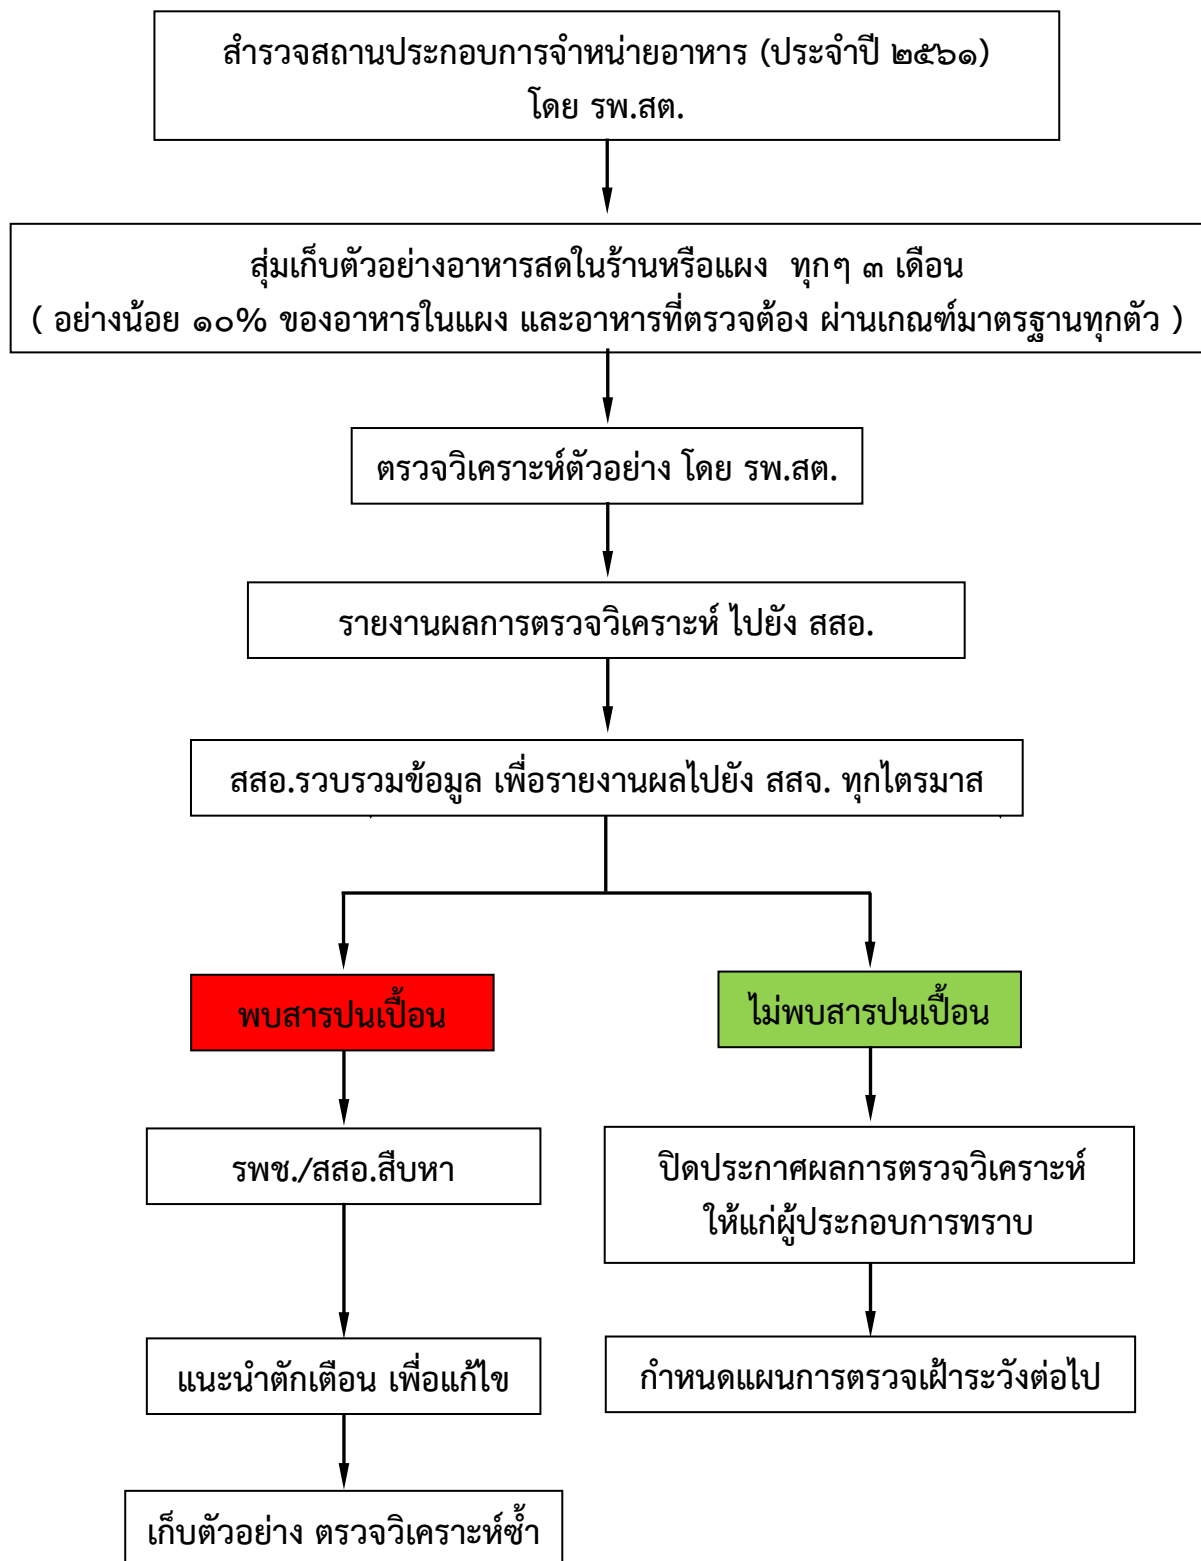 สำรวจสถานประกอบการจำหน่ายอาหาร (ประจำปี ๒๕๖๑)
โดย รพ.สต.
สุ่มเก็บตัวอย่างอาหารสดในร้านหรือแผง ทุกๆ ๓ เดือน
( อย่างน้อย ๑๐% ของอาหารในแผง และอาหารที่ตรวจต้อง ผ่านเกณฑ์มาตรฐานทุกตัว )
ตรวจวิเคราะห์ตัวอย่าง โดย รพ.สต.
รายงานผลการตรวจวิเคราะห์ ไปยัง สสอ.
สสอ.รวบรวมข้อมูล เพื่อรายงานผลไปยัง สสจ. ทุกไตรมาส
พบสารปนเปื้อน
ไม่พบสารปนเปื้อน
รพช./สสอ.สืบหา
ปิดประกาศผลการตรวจวิเคราะห์
ให้แก่ผู้ประกอบการทราบ
แนะนำตักเตือน เพื่อแก้ไข
กำหนดแผนการตรวจเฝ้าระวังต่อไป
เก็บตัวอย่าง ตรวจวิเคราะห์ซ้ำ